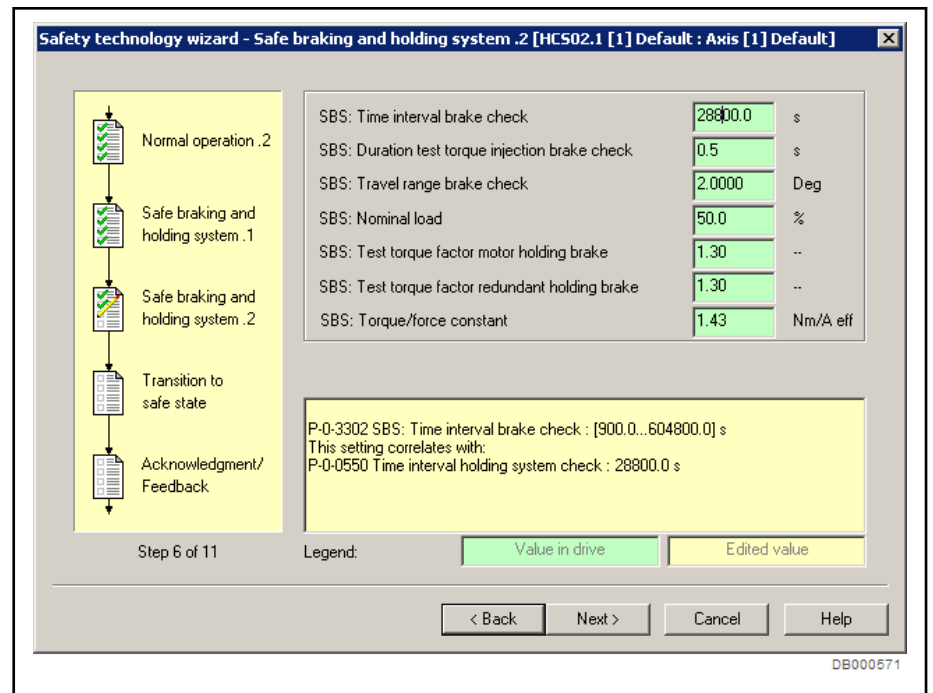 Safety technology wizard - Safe braking and holding system .2 [HCS02.1 [1] Default : Axis [1] Default]
Normal operation .2
Safe braking and
holding system .1
Safe braking and
holding system .2
Transition to
safe state
Acknowledgment/
Feedback
Step 6 of 11
SBS: Time interval brake check 28800.0 s
SBS: Duration test torque injection brake check 0.5 s
SBS: Travel range brake check 2.0000 Deg
SBS: Nominal load 50.0 %
SBS: Test torque factor motor holding brake 1.30 --
SBS: Test torque factor redundant holding brake 1.30 --
SBS: Torque/force constant 1.43 Nm/A eff
P-0-3302 SBS: Time interval brake check : [900.0...604800.0] s
This setting correlates with:
P-0-0550 Time interval holding system check : 28800.0 s
Legend: Value in drive Edited value
< Back Next > Cancel Help
DB000571